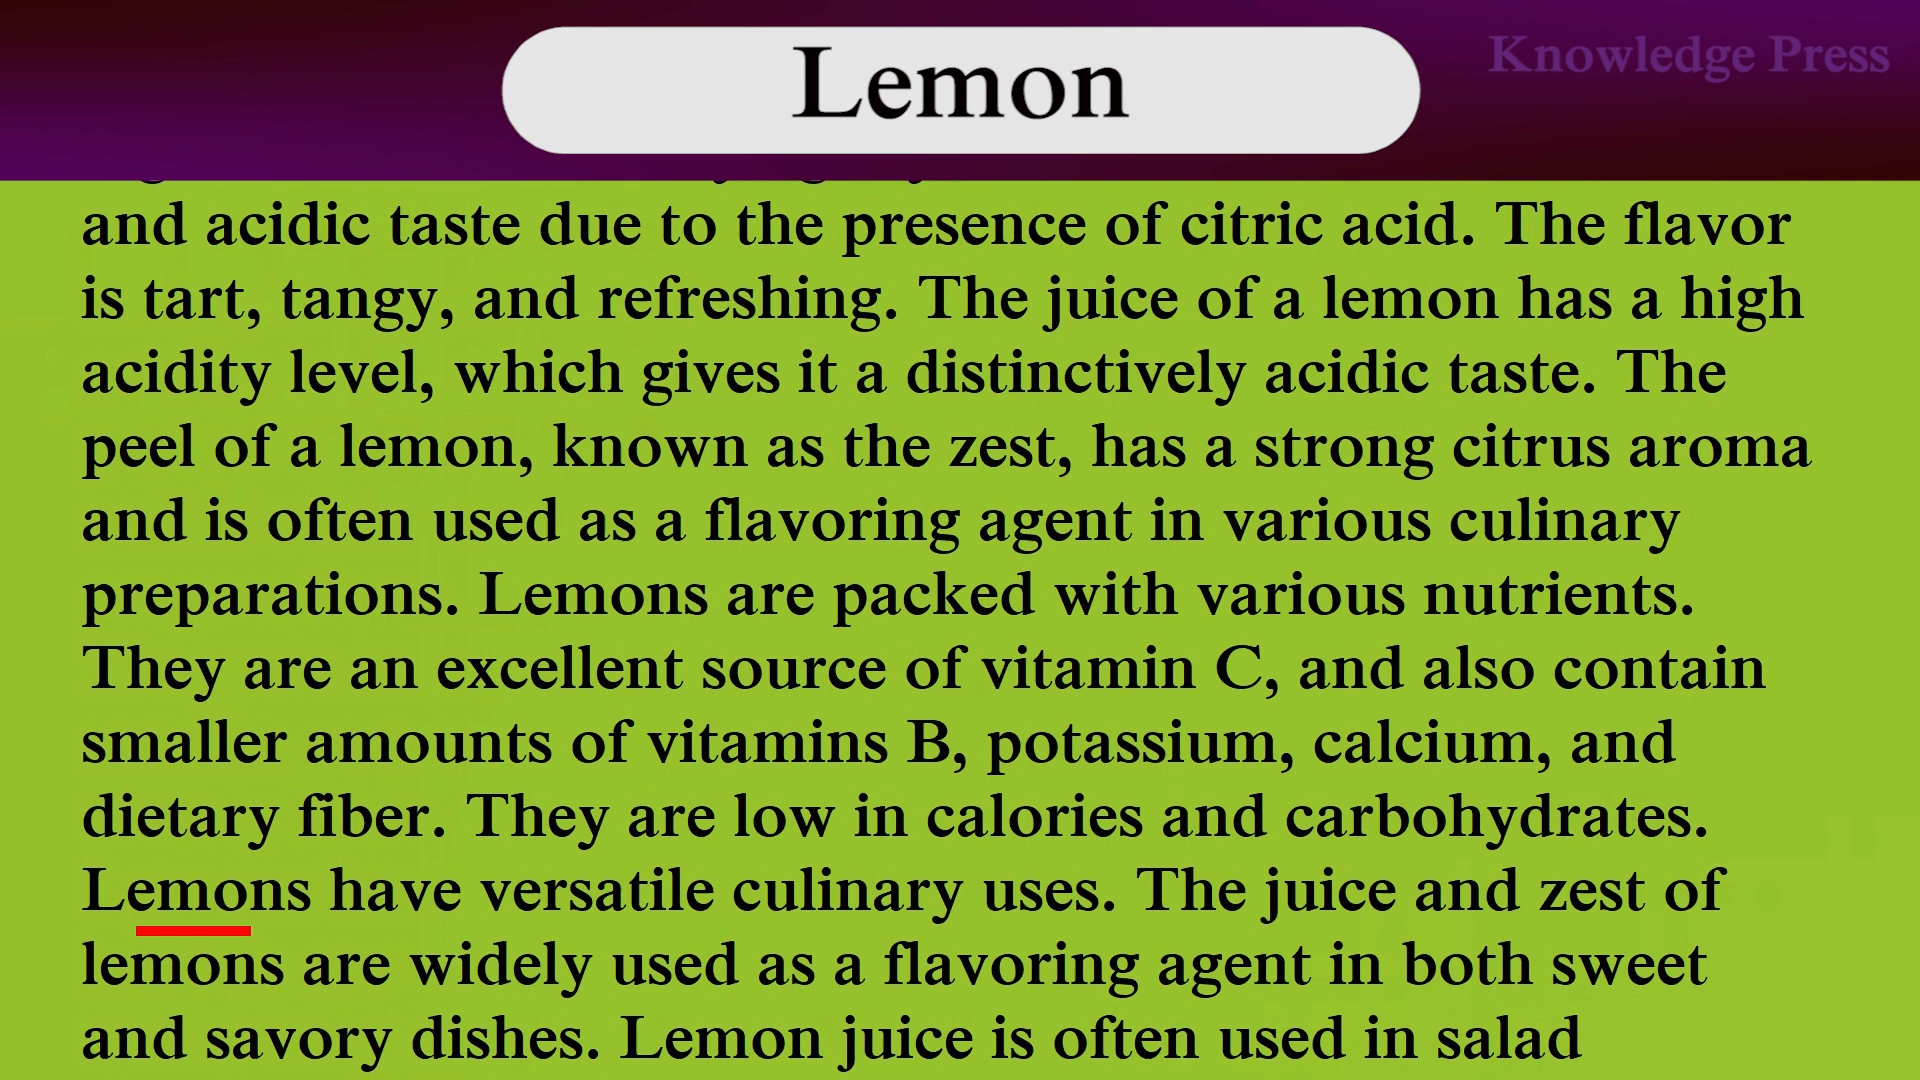 Lemon
Knowledge Press
and acidic taste due to the presence of citric acid. The flavor
is tart, tangy, and refreshing. The juice of a lemon has a high
acidity level, which gives it a distinctively acidic taste. The
peel of a lemon, known as the zest, has a strong citrus aroma
and is often used as a flavoring agent in various culinary
preparations. Lemons are packed with various nutrients.
They are an excellent source of vitamin C, and also contain
smaller amounts of vitamins B, potassium, calcium, and
dietary fiber. They are low in calories and carbohydrates.
Lemons have versatile culinary uses. The juice and zest of
lemons are widely used as a flavoring agent in both sweet
and savory dishes. Lemon juice is often used in salad